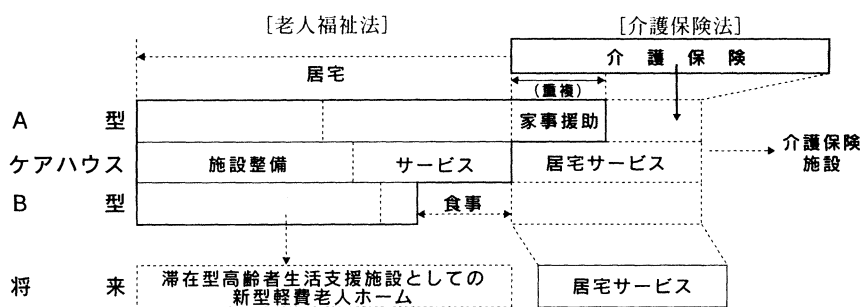 [老人福祉法]
[介護保険法]
介護保険
居宅
(重複)
A型
家事援助
ケアハウス
施設整備
サービス
居宅サービス
介護保険
施設
B型
食事
将来
滞在型高齢者生活支援施設としての
新型軽費老人ホーム
居宅サービス